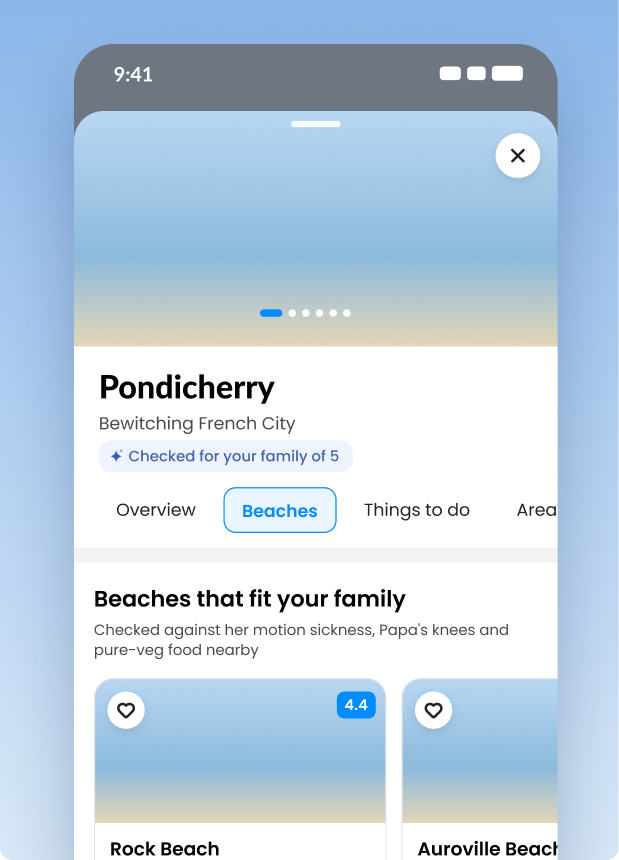 9:41
Pondicherry
Bewitching French City
Checked for your family of 5
Overview Beaches Things to do Area
Beaches that fit your family
Checked against her motion sickness, Papa's knees and
pure-veg food nearby
4.4
Rock Beach Auroville Beach